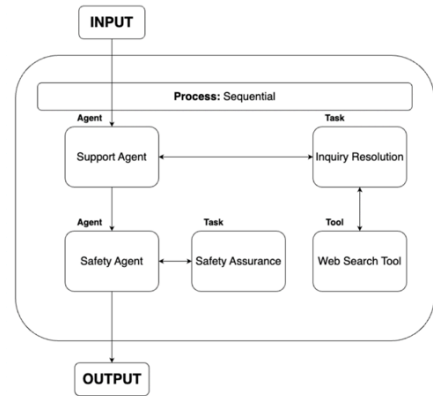 INPUT
Process: Sequential
Agent
Task
Support Agent
Inquiry Resolution
Agent
Task
Tool
Safety Agent
Safety Assurance
Web Search Tool
OUTPUT